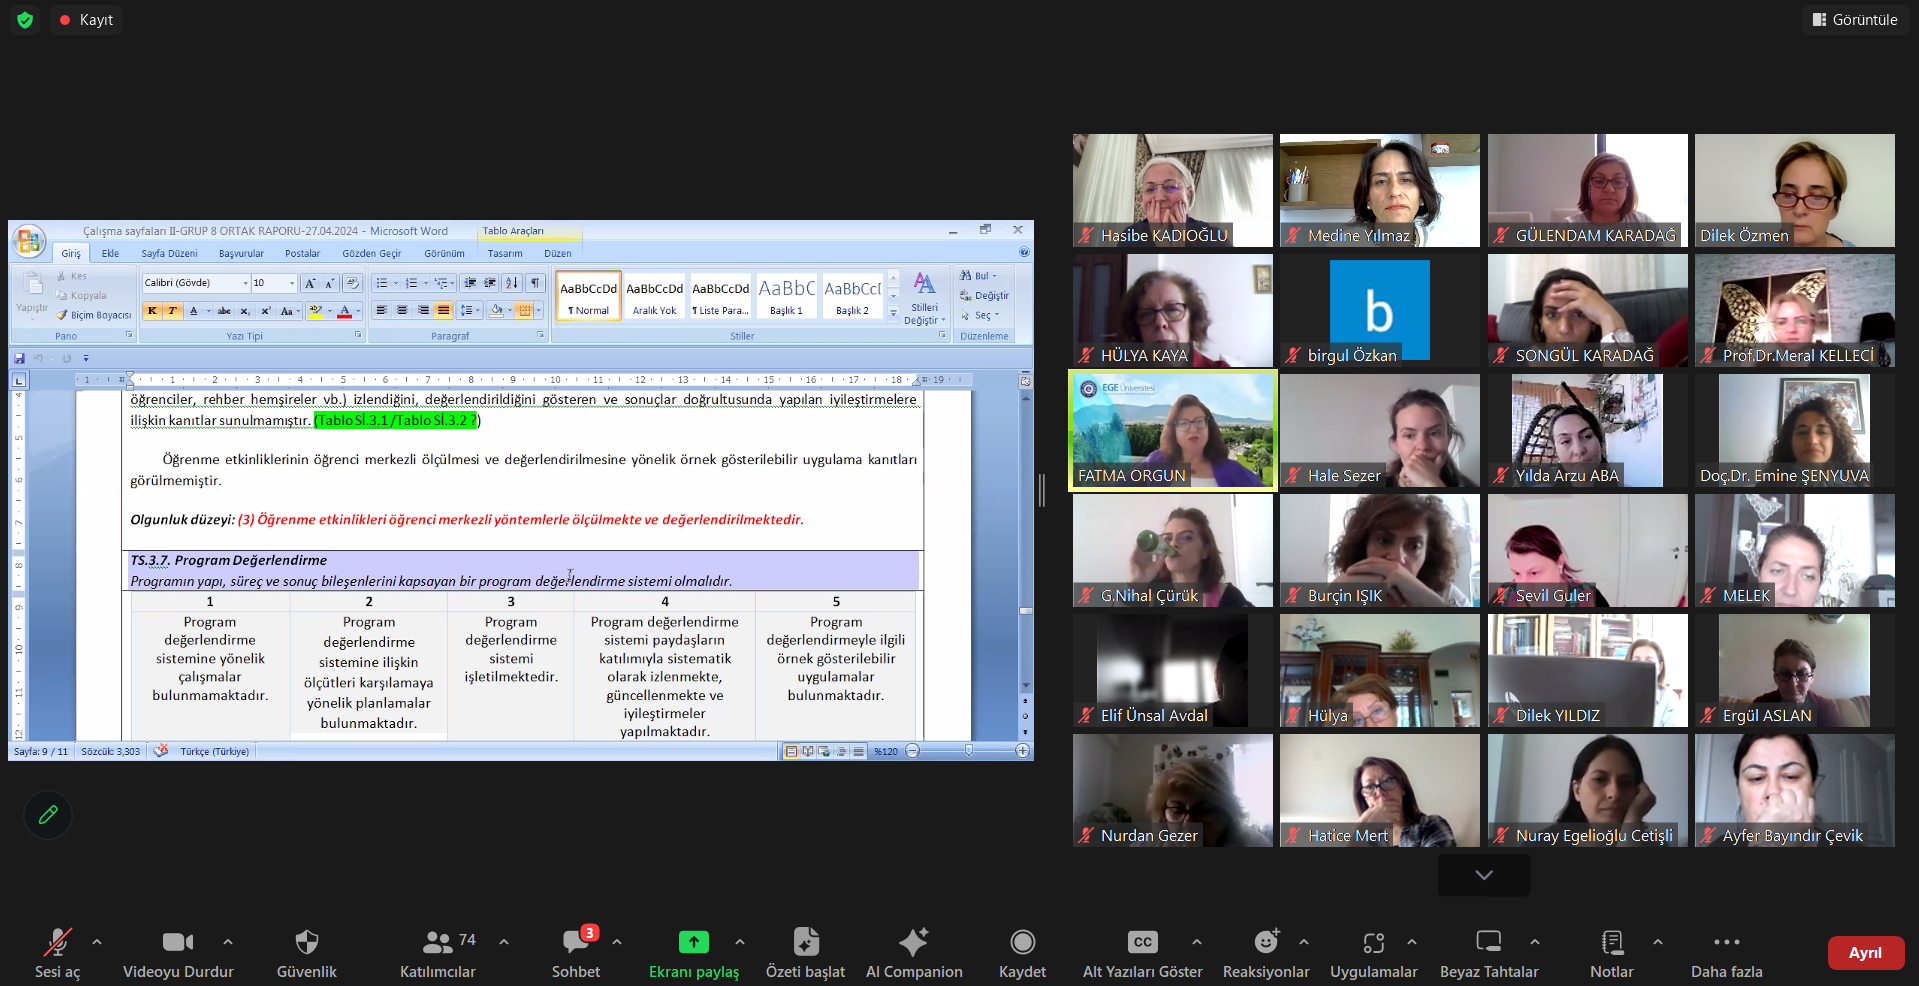 Kayıt
Görüntüle
Çalışma sayfaları II-GRUP 8 ORTAK RAPORU-27.04.2024 - Microsoft Word
Tablo Araçları
Giriş Ekle Sayfa Düzeni Başvurular Postalar Gözden Geçir Görünüm Tasarım Düzen
Yapıştır
Kes
Kopyala
Biçim Boyacısı
Pano
Calibri (Gövde) 10
Yazı Tipi
Paragraf
AaBbCcDd AaBbCcDd AaBbCcDd AaBbC AaBbCc
¶ Normal Aralık Yok ¶ Liste Para... Başlık 1 Başlık 2
Stiller
Stilleri Değiştir
Bul
Değiştir
Seç
Düzenleme
öğrenciler, rehber hemşireler vb.) izlendiğini, değerlendirildiğini gösteren ve sonuçlar doğrultusunda yapılan iyileştirmelere
ilişkin kanıtlar sunulmamıştır. (Tablo Sİ.3.1 /Tablo Sİ.3.2 ?)
Öğrenme etkinliklerinin öğrenci merkezli ölçülmesi ve değerlendirilmesine yönelik örnek gösterilebilir uygulama kanıtları
görülmemiştir.
Olgunluk düzeyi: (3) Öğrenme etkinlikleri öğrenci merkezli yöntemlerle ölçülmekte ve değerlendirilmektedir.
TS.3.7. Program Değerlendirme
Programın yapı, süreç ve sonuç bileşenlerini kapsayan bir program değerlendirme sistemi olmalıdır.
1 2 3 4 5
Program değerlendirme sistemine yönelik çalışmalar bulunmamaktadır.
Program değerlendirme sistemine ilişkin ölçütleri karşılamaya yönelik planlamalar bulunmaktadır.
Program değerlendirme sistemi işletilmektedir.
Program değerlendirme sistemi paydaşların katılımıyla sistematik olarak izlenmekte, güncellenmekte ve iyileştirmeler yapılmaktadır.
Program değerlendirmeyle ilgili örnek gösterilebilir uygulamalar bulunmaktadır.
Sayfa: 9 / 11 Sözcük: 3,303 Türkçe (Türkiye) %120
Hasibe KADIOĞLU
Medine Yılmaz
GÜLENDAM KARADAĞ
Dilek Özmen
HÜLYA KAYA
b
birgul Özkan
SONGÜL KARADAĞ
Prof.Dr.Meral KELLECİ
EGE Üniversitesi
FATMA ORGUN
Hale Sezer
Yılda Arzu ABA
Doç.Dr. Emine ŞENYUVA
G.Nihal Çürük
Burçin IŞIK
Sevil Guler
MELEK
Elif Ünsal Avdal
Hülya
Dilek YILDIZ
Ergül ASLAN
Nurdan Gezer
Hatice Mert
Nuray Egelioğlu Cetişli
Ayfer Bayındır Çevik
Sesi aç
Videoyu Durdur
Güvenlik
74
Katılımcılar
3
Sohbet
Ekranı paylaş
Özeti başlat
AI Companion
Kaydet
CC
Alt Yazıları Göster
Reaksiyonlar
Uygulamalar
Beyaz Tahtalar
Notlar
Daha fazla
Ayrıl